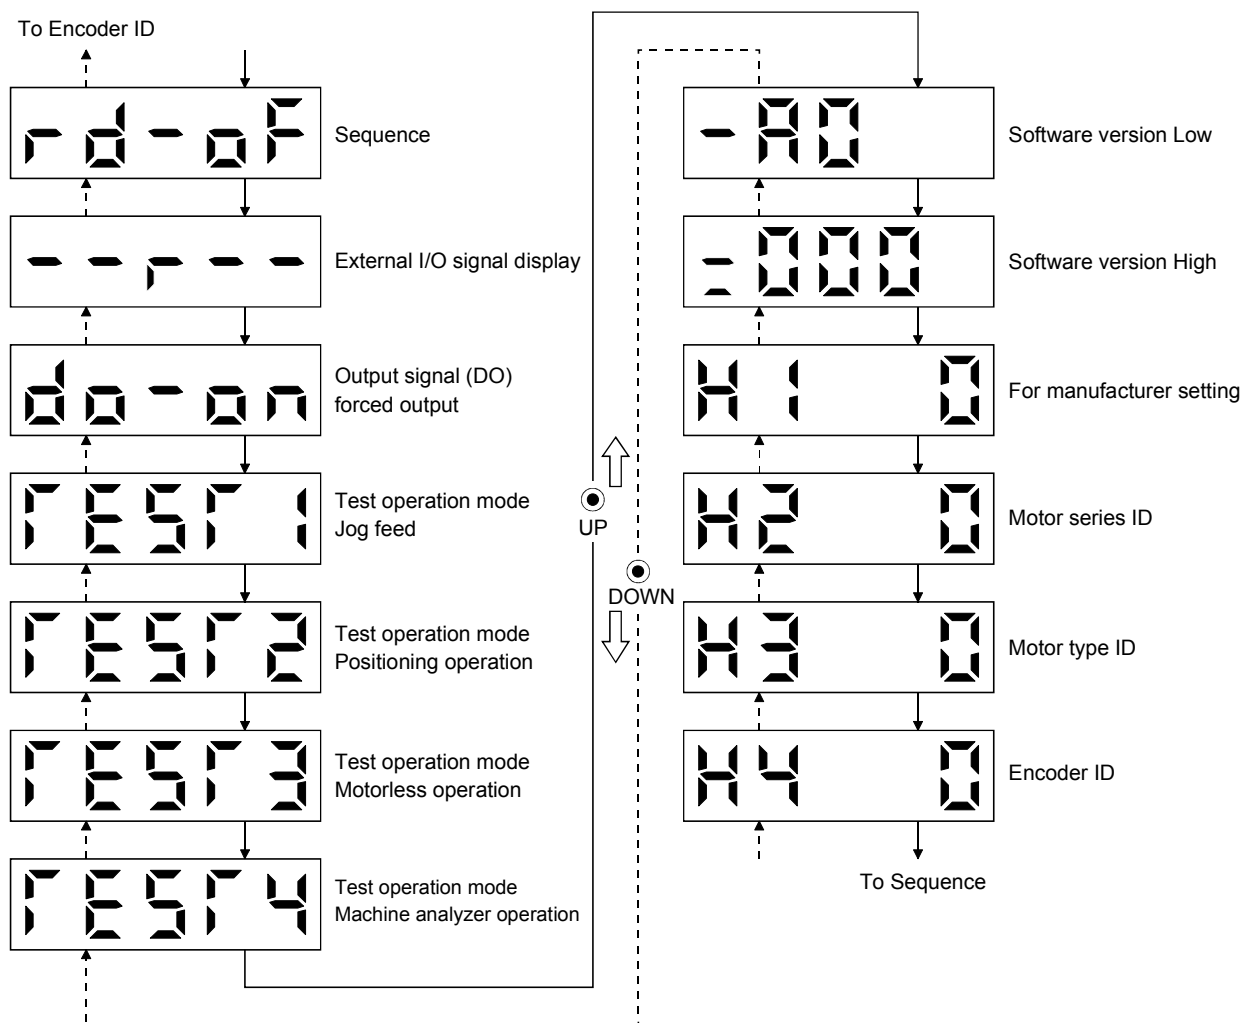 To Encoder ID
rd-oF
Sequence
--r--
External I/O signal display
do-on
Output signal (DO)
forced output
TEST1
Test operation mode
Jog feed
TEST2
Test operation mode
Positioning operation
TEST3
Test operation mode
Motorless operation
TEST4
Test operation mode
Machine analyzer operation
UP
DOWN
-A0
Software version Low
=000
Software version High
H1 0
For manufacturer setting
H2 0
Motor series ID
H3 0
Motor type ID
H4 0
Encoder ID
To Sequence